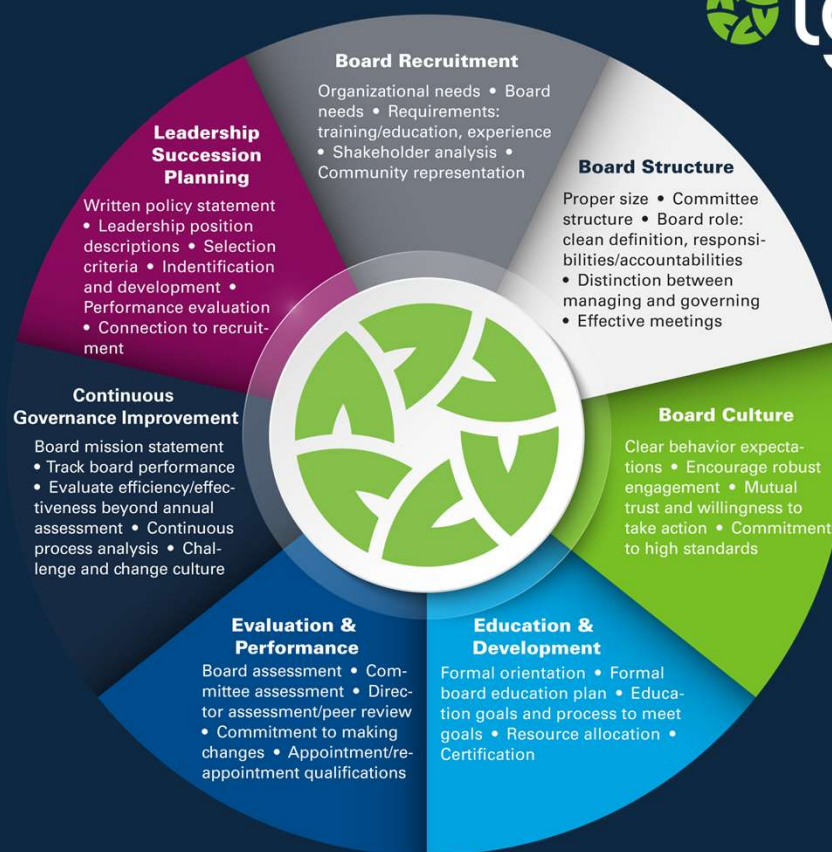 Board Recruitment
Organizational needs • Board
needs • Requirements:
training/education, experience
• Shareholder analysis •
Community representation
Board Structure
Proper size • Committee
structure • Board role:
clean definition, responsi-
bilities/accountabilities
• Distinction between
managing and governing
• Effective meetings
Board Culture
Clear behavior expecta-
tions • Encourage robust
engagement • Mutual
trust and willingness to
take action • Commitment
to high standards
Education &
Development
Formal orientation • Formal
board education plan • Educa-
tion goals and process to meet
goals • Resource allocation •
Certification
Evaluation &
Performance
Board assessment • Com-
mittee assessment • Direc-
tor assessment/peer review
• Commitment to making
changes • Appointment/re-
appointment qualifications
Continuous
Governance Improvement
Board mission statement
• Track board performance
• Evaluate efficiency/effec-
tiveness beyond annual
assessment • Continuous
process analysis • Chal-
lenge and change culture
Leadership
Succession
Planning
Written policy statement
• Leadership position
descriptions • Selection
criteria • Indentification
and development •
Performance evaluation
• Connection to recruit-
ment